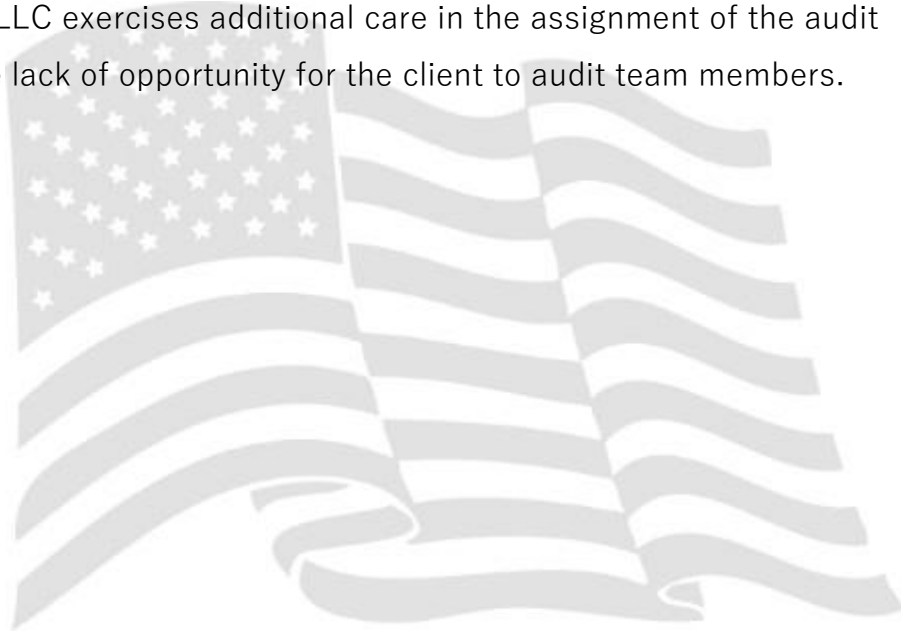 LLC exercises additional care in the assignment of the audit
lack of opportunity for the client to audit team members.